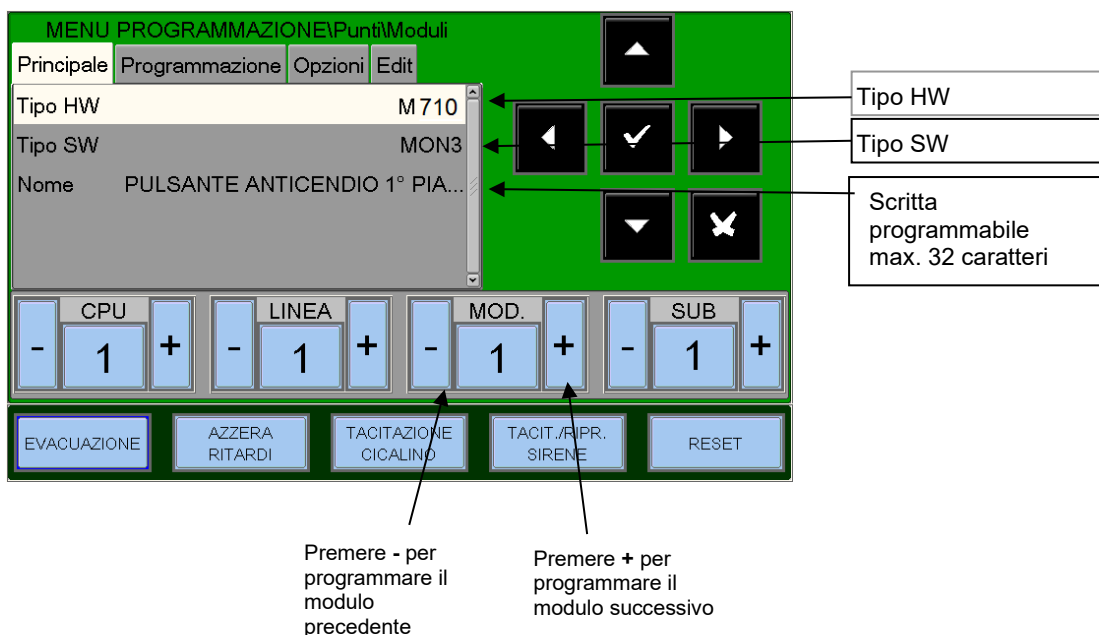 MENU PROGRAMMAZIONE\Punti\Moduli
Principale Programmazione Opzioni Edit
Tipo HW M710
Tipo SW MON3
Nome PULSANTE ANTICENDIO 1° PIA...
Tipo HW
Tipo SW
Scritta
programmabile
max. 32 caratteri
CPU LINEA MOD. SUB
- 1 + - 1 + - 1 + - 1 +
EVACUAZIONE
AZZERA
RITARDI
TACITAZIONE
CICALINO
TACIT./RIPR.
SIRENE
RESET
Premere - per
programmare il
modulo
precedente
Premere + per
programmare il
modulo successivo